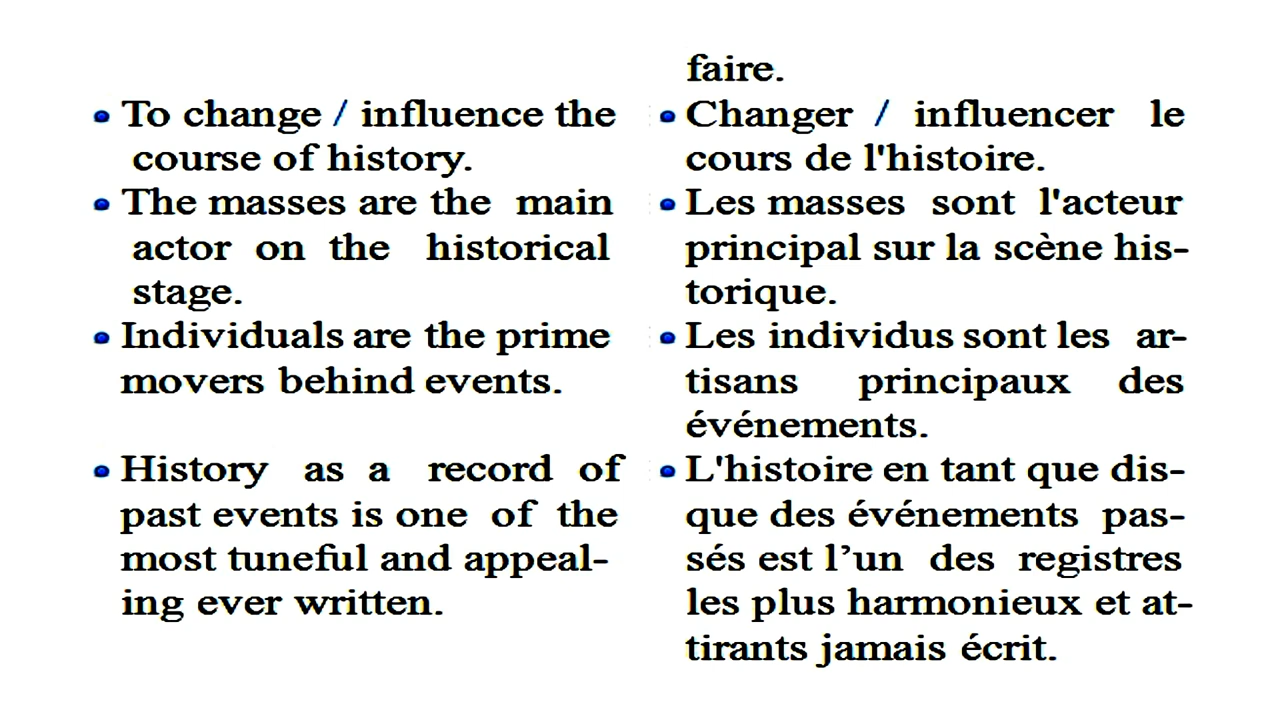 faire.
• To change / influence the
course of history.
• The masses are the main
actor on the historical
stage.
• Individuals are the prime
movers behind events.
• History as a record of
past events is one of the
most tuneful and appeal-
ing ever written.
• Changer / influencer le
cours de l'histoire.
• Les masses sont l'acteur
principal sur la scène his-
torique.
• Les individus sont les ar-
tisans principaux des
événements.
• L'histoire en tant que dis-
que des événements pas-
sés est l’un des registres
les plus harmonieux et at-
tirants jamais écrit.